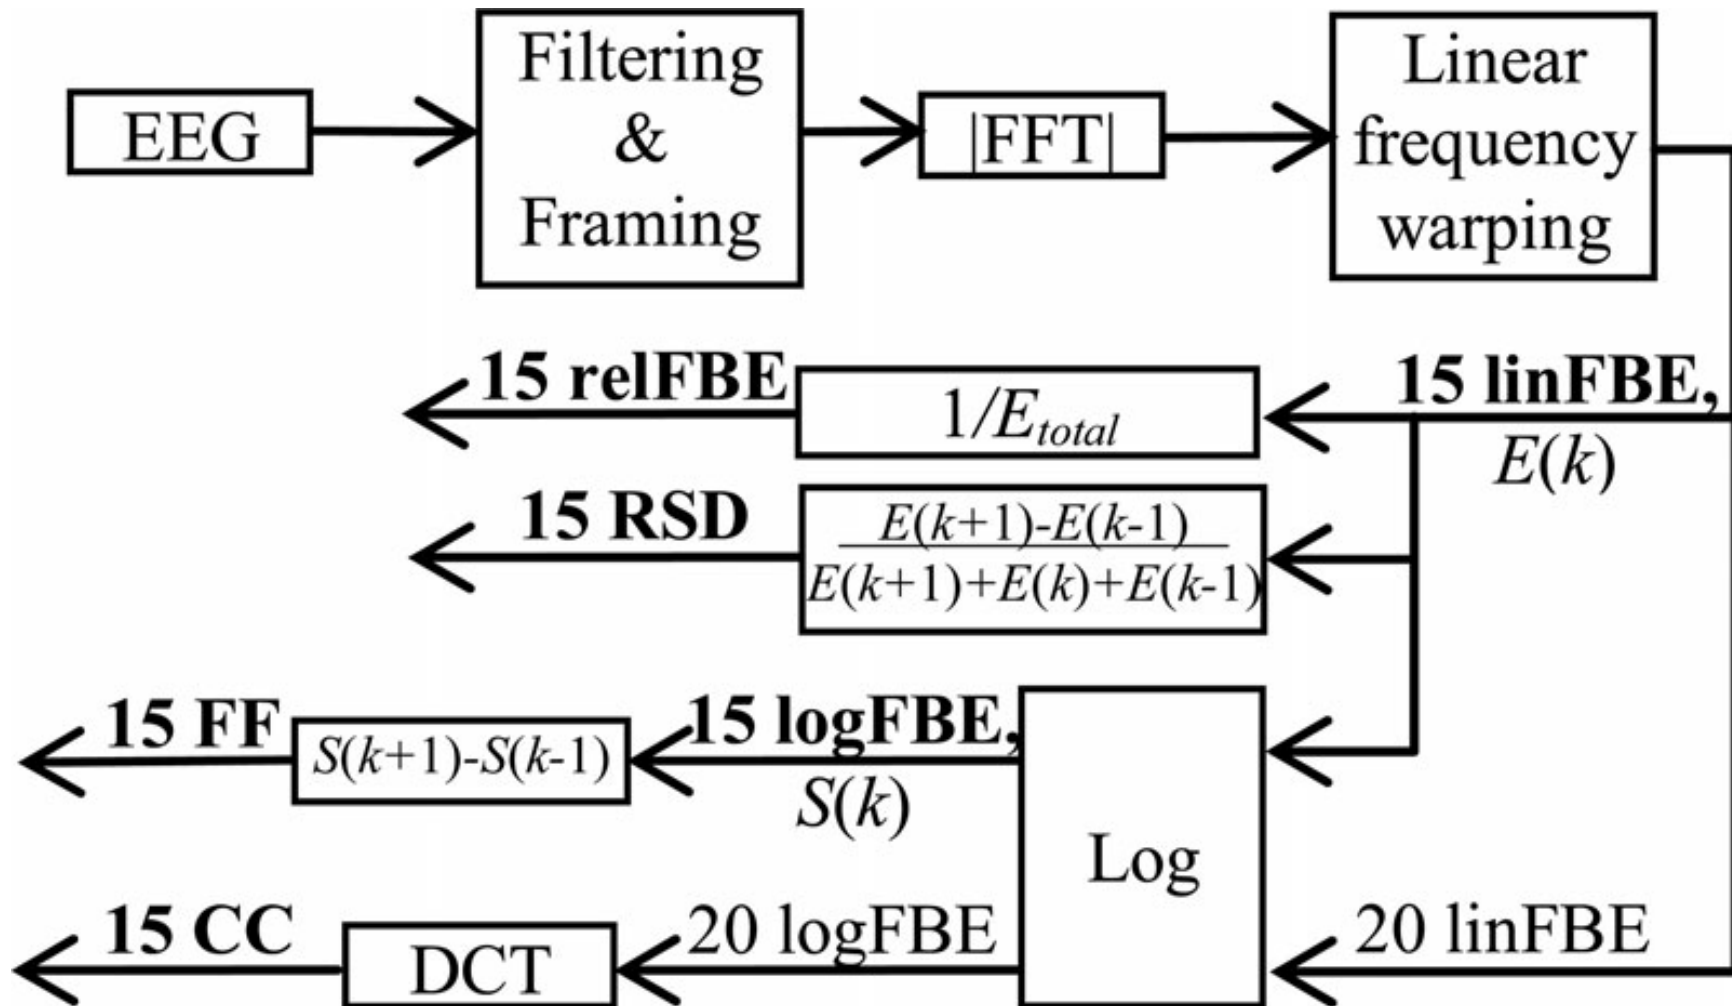 EEG
Filtering
&
Framing
|FFT|
Linear
frequency
warping
15 relFBE
1/E_total
15 linFBE,
E(k)
15 RSD
E(k+1)-E(k-1)
E(k+1)+E(k)+E(k-1)
15 FF
S(k+1)-S(k-1)
15 logFBE,
S(k)
Log
15 CC
DCT
20 logFBE
20 linFBE